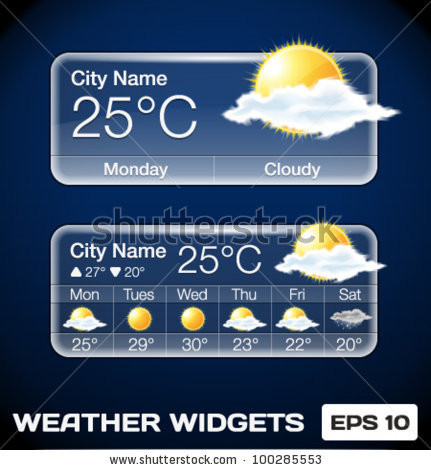 City Name
25°C
Monday Cloudy
City Name 25°C
▲ 27° ▼ 20°
Mon Tues Wed Thu Fri Sat
25° 29° 30° 23° 22° 20°
WEATHER WIDGETS EPS 10
www.shutterstock.com · 100285553